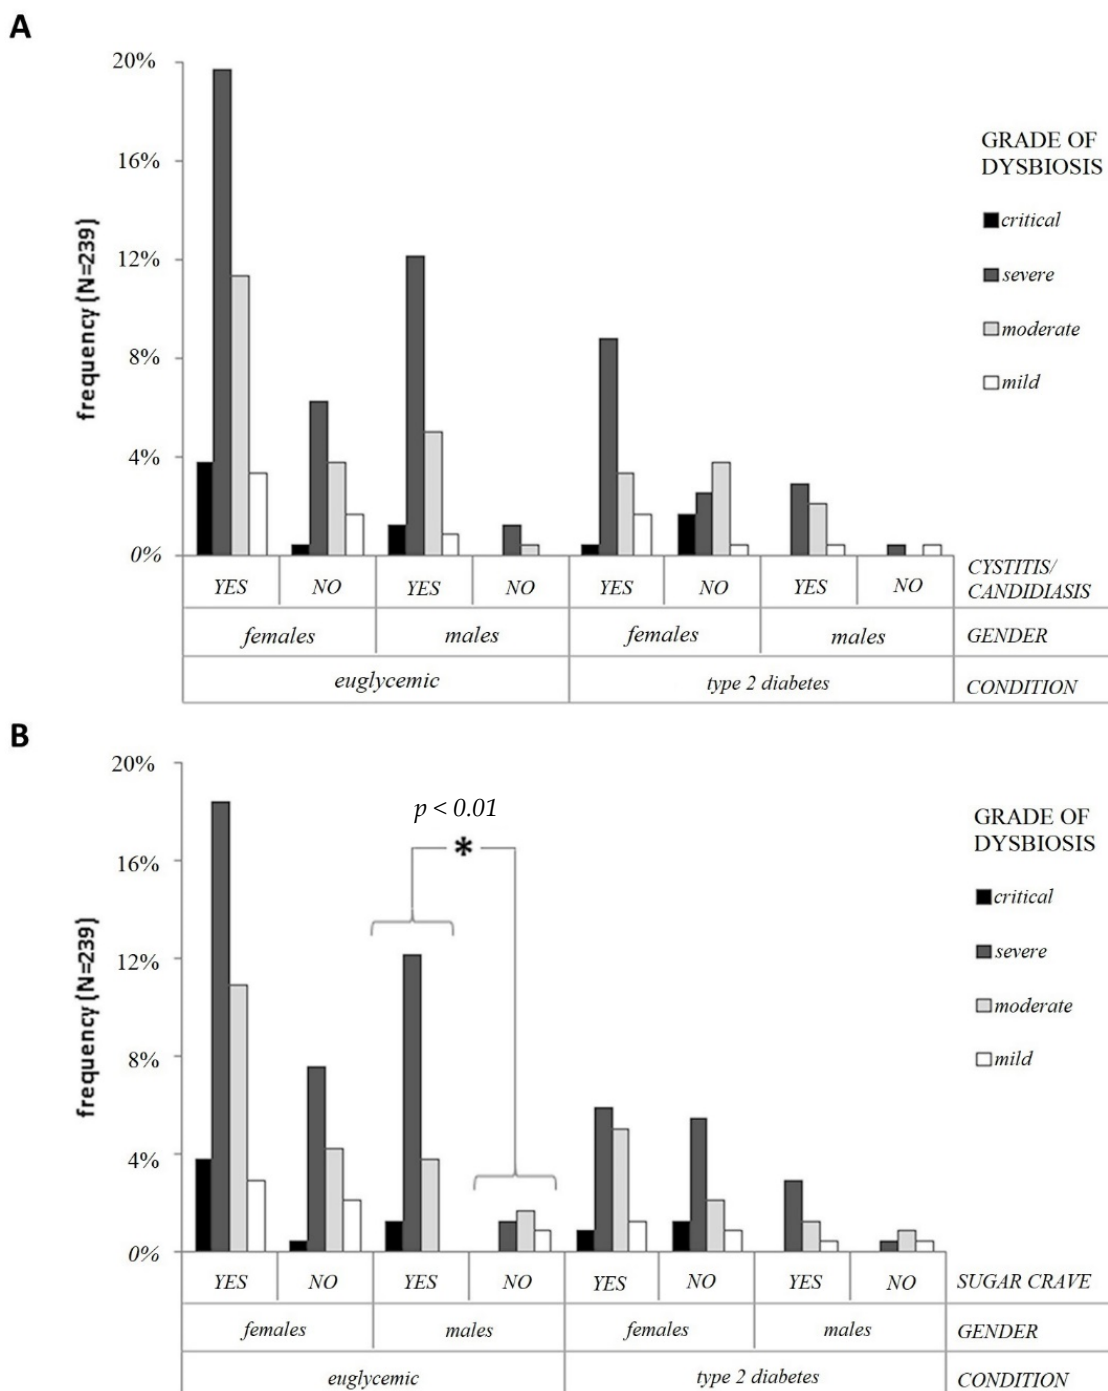 A
20%
16%
12%
8%
4%
0%
frequency (N=239)
GRADE OF
DYSBIOSIS
critical
severe
moderate
mild
YES NO YES NO YES NO YES NO CYSTITIS/
CANDIDIASIS
females males females males GENDER
euglycemic type 2 diabetes CONDITION
B
20%
16%
12%
8%
4%
0%
frequency (N=239)
p < 0.01
*
GRADE OF
DYSBIOSIS
critical
severe
moderate
mild
YES NO YES NO YES NO YES NO SUGAR CRAVE
females males females males GENDER
euglycemic type 2 diabetes CONDITION